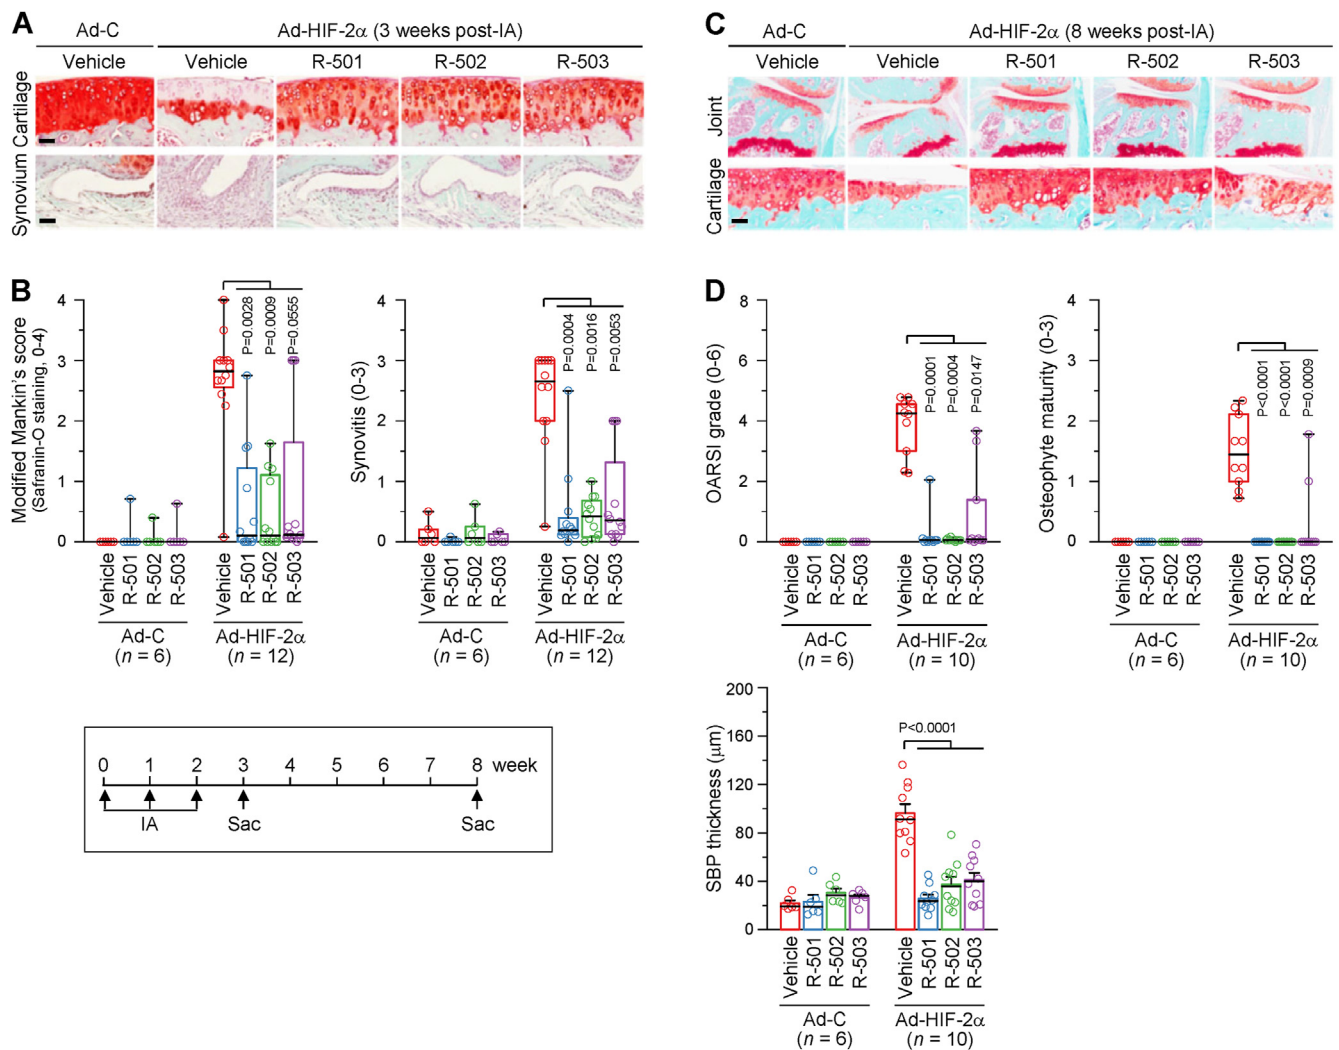 A
Ad-C
Ad-HIF-2α (3 weeks post-IA)
Vehicle
Vehicle
R-501
R-502
R-503
Cartilage
Synovium
B
Modified Mankin's score
(Safranin-O staining, 0-4)
4
3
2
1
0
P=0.0028
P=0.0009
P=0.0555
Vehicle
R-501
R-502
R-503
Vehicle
R-501
R-502
R-503
Ad-C
(n = 6)
Ad-HIF-2α
(n = 12)
Synovitis (0-3)
4
3
2
1
0
P=0.0004
P=0.0016
P=0.0053
Vehicle
R-501
R-502
R-503
Vehicle
R-501
R-502
R-503
Ad-C
(n = 6)
Ad-HIF-2α
(n = 12)
0 1 2 3 4 5 6 7 8 week
IA
Sac
Sac
C
Ad-C
Ad-HIF-2α (8 weeks post-IA)
Vehicle
Vehicle
R-501
R-502
R-503
Joint
Cartilage
D
OARSI grade (0-6)
8
6
4
2
0
P=0.0001
P=0.0004
P=0.0147
Vehicle
R-501
R-502
R-503
Vehicle
R-501
R-502
R-503
Ad-C
(n = 6)
Ad-HIF-2α
(n = 10)
Osteophyte maturity (0-3)
4
3
2
1
0
P<0.0001
P<0.0001
P=0.0009
Vehicle
R-501
R-502
R-503
Vehicle
R-501
R-502
R-503
Ad-C
(n = 6)
Ad-HIF-2α
(n = 10)
SBP thickness (μm)
200
160
120
80
40
0
P<0.0001
Vehicle
R-501
R-502
R-503
Vehicle
R-501
R-502
R-503
Ad-C
(n = 6)
Ad-HIF-2α
(n = 10)